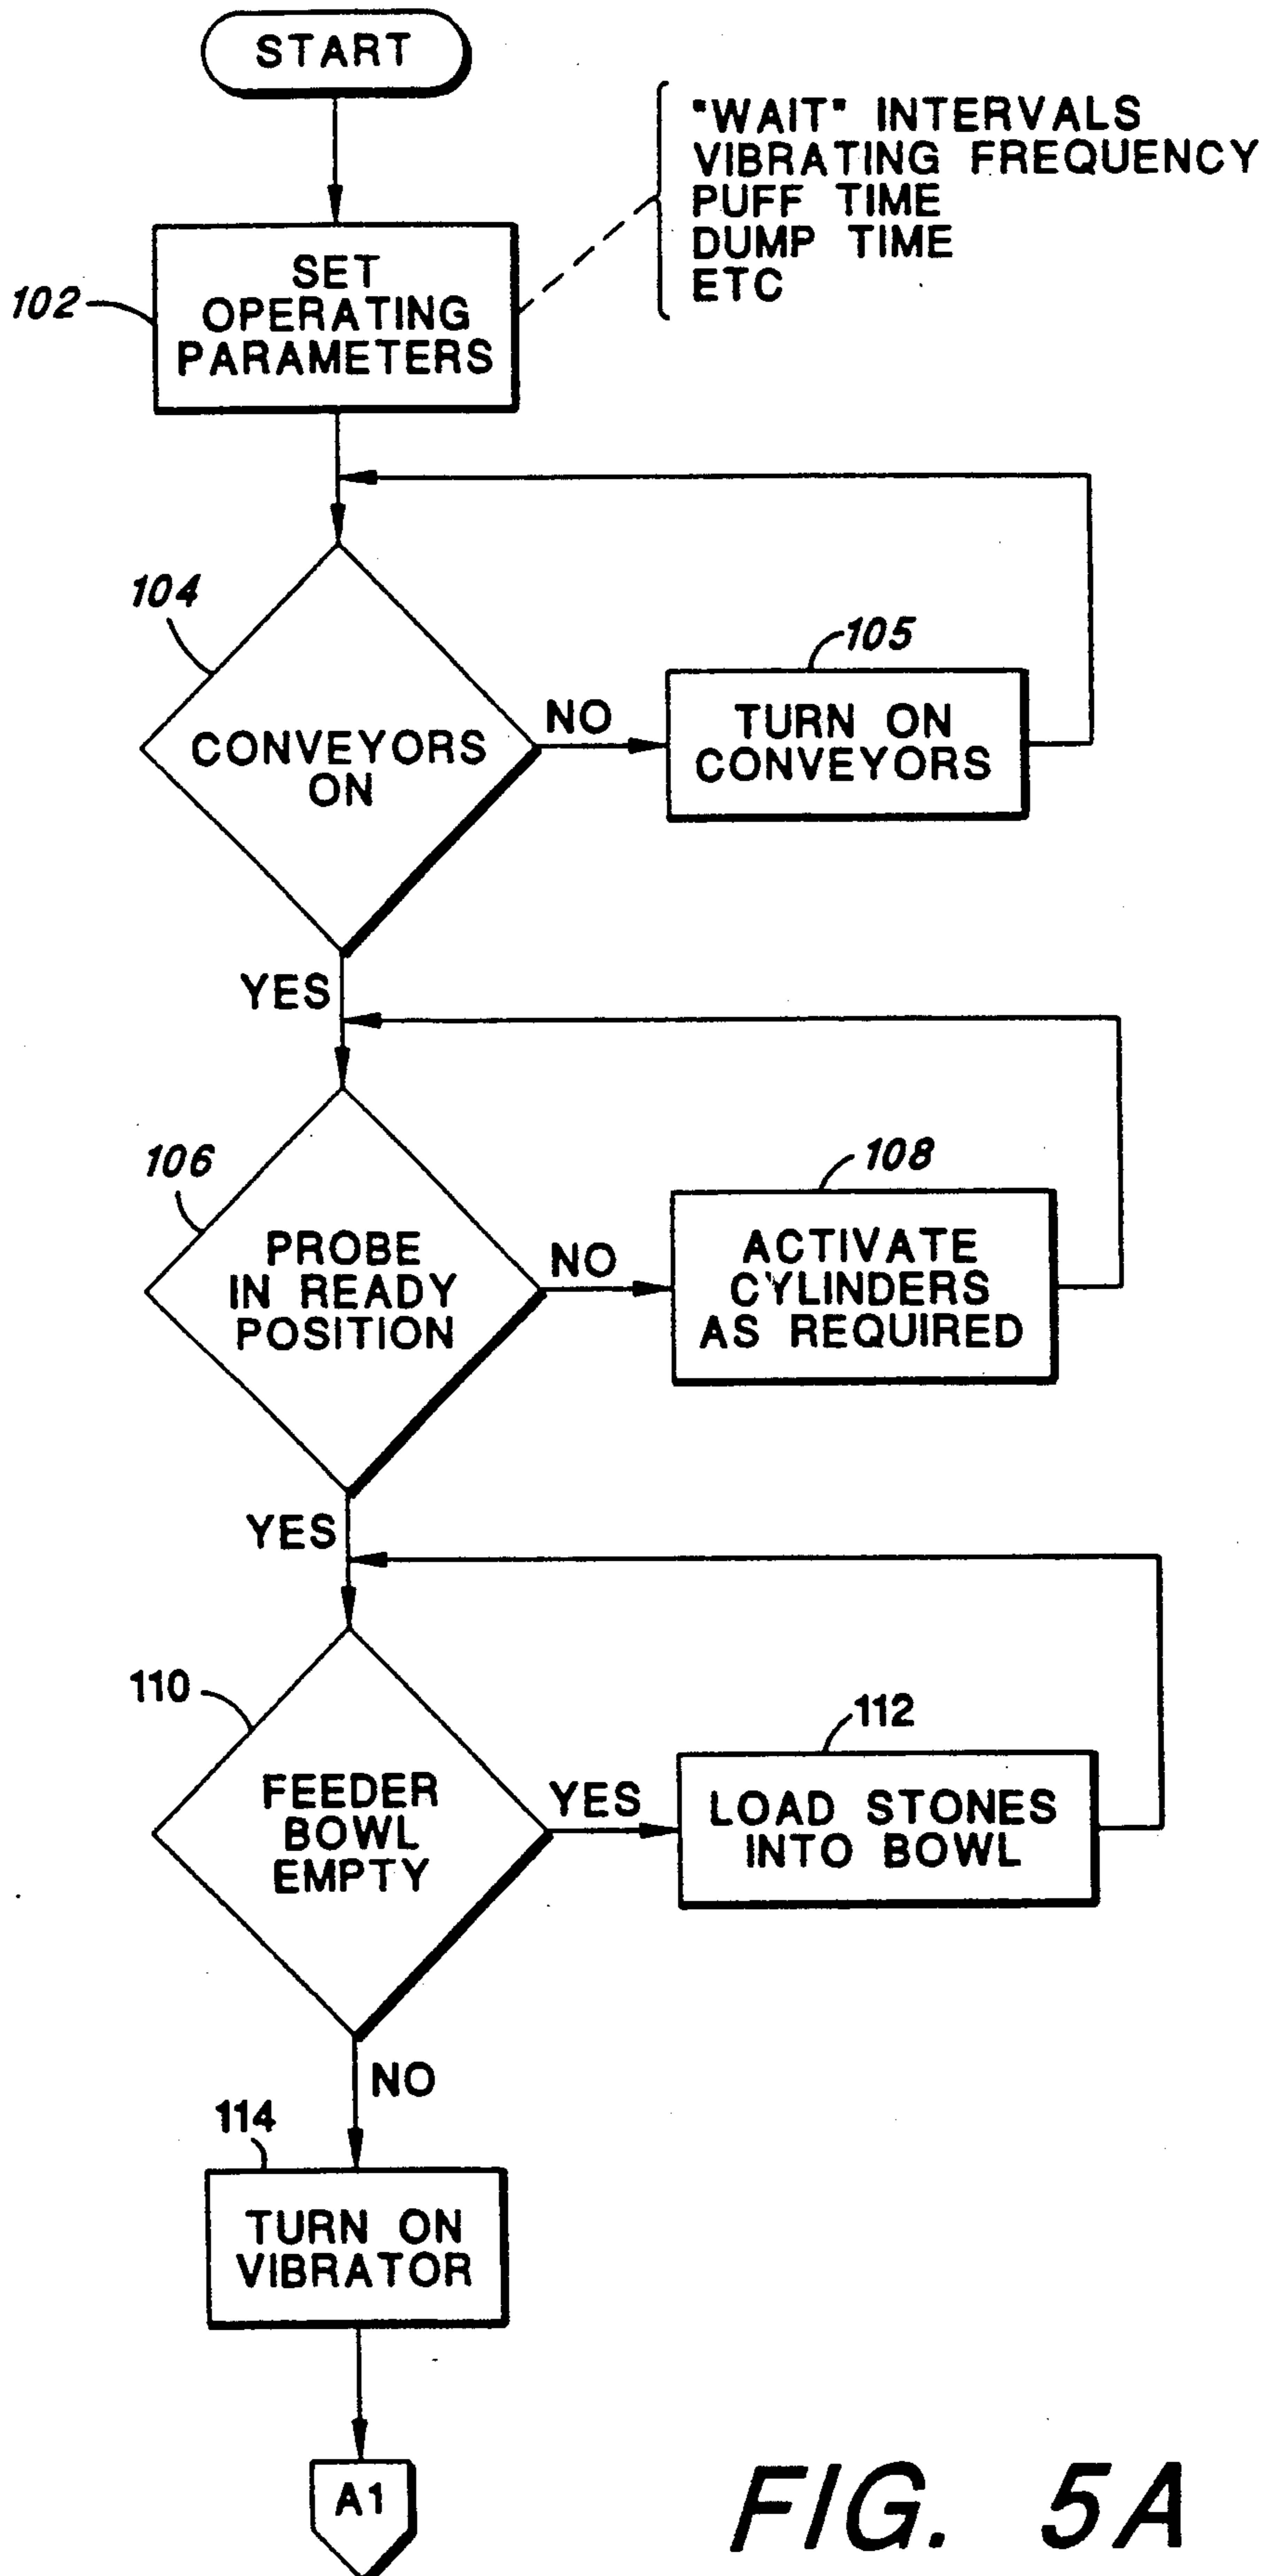 START
"WAIT" INTERVALS
VIBRATING FREQUENCY
PUFF TIME
DUMP TIME
ETC
102
SET
OPERATING
PARAMETERS
104
CONVEYORS
ON
NO
105
TURN ON
CONVEYORS
YES
106
PROBE
IN READY
POSITION
NO
108
ACTIVATE
CYLINDERS
AS REQUIRED
YES
110
FEEDER
BOWL
EMPTY
YES
112
LOAD STONES
INTO BOWL
NO
114
TURN ON
VIBRATOR
A1
FIG. 5A